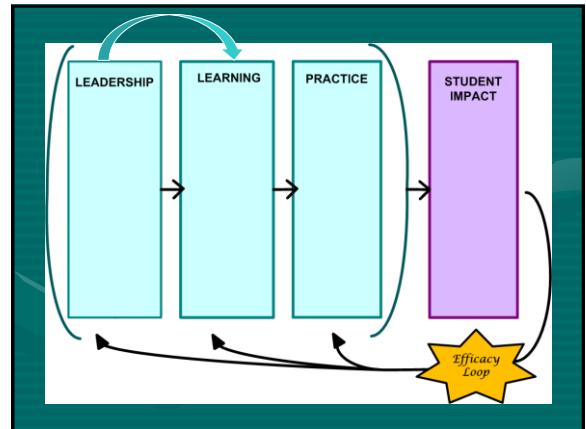 LEADERSHIP
LEARNING
PRACTICE
STUDENT
IMPACT
Efficacy
Loop